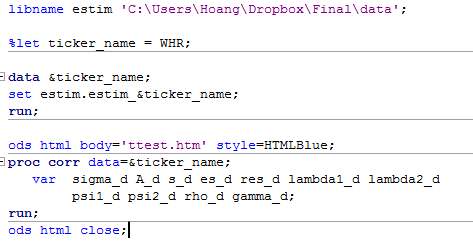 libname estim 'C:\Users\Hoang\Dropbox\Final\data';
%let ticker_name = WHR;
data &ticker_name;
set estim.estim_&ticker_name;
run;
ods html body='ttest.htm' style=HTMLBlue;
proc corr data=&ticker_name;
var sigma_d A_d s_d es_d res_d lambda1_d lambda2_d
psi1_d psi2_d rho_d gamma_d;
run;
ods html close;